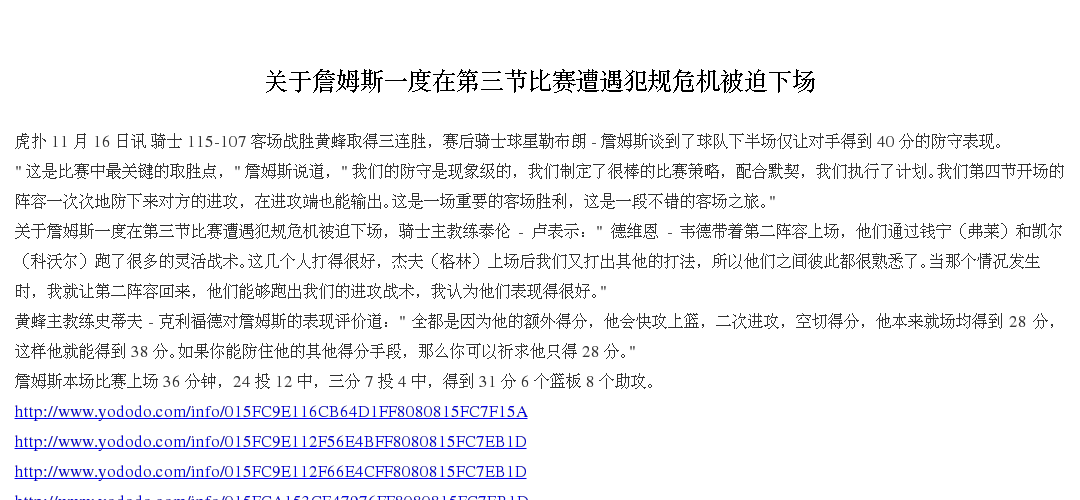 关于詹姆斯一度在第三节比赛遭遇犯规危机被迫下场
虎扑 11 月 16 日讯 骑士 115-107 客场战胜黄蜂取得三连胜，赛后骑士球星勒布朗 - 詹姆斯谈到了球队下半场仅让对手得到 40 分的防守表现。
" 这是比赛中最关键的取胜点，" 詹姆斯说道，" 我们的防守是现象级的，我们制定了很棒的比赛策略，配合默契，我们执行了计划。我们第四节开场的
阵容一次次地防下来对方的进攻，在进攻端也能输出。这是一场重要的客场胜利，这是一段不错的客场之旅。"
关于詹姆斯一度在第三节比赛遭遇犯规危机被迫下场，骑士主教练泰伦 - 卢表示：" 德维恩 - 韦德带着第二阵容上场，他们通过钱宁（弗莱）和凯尔
（科沃尔）跑了很多的灵活战术。这几个人打得很好，杰夫（格林）上场后我们又打出其他的打法，所以他们之间彼此都很熟悉了。当那个情况发生
时，我就让第二阵容回来，他们能够跑出我们的进攻战术，我认为他们表现得很好。"
黄蜂主教练史蒂夫 - 克利福德对詹姆斯的表现评价道：" 全都是因为他的额外得分，他会快攻上篮，二次进攻，空切得分，他本来就场均得到 28 分，
这样他就能得到 38 分。如果你能防住他的其他得分手段，那么你可以祈求他只得 28 分。"
詹姆斯本场比赛上场 36 分钟，24 投 12 中，三分 7 投 4 中，得到 31 分 6 个篮板 8 个助攻。
http://www.yododo.com/info/015FC9E116CB64D1FF8080815FC7F15A
http://www.yododo.com/info/015FC9E112F56E4BFF8080815FC7EB1D
http://www.yododo.com/info/015FC9E112F66E4CFF8080815FC7EB1D